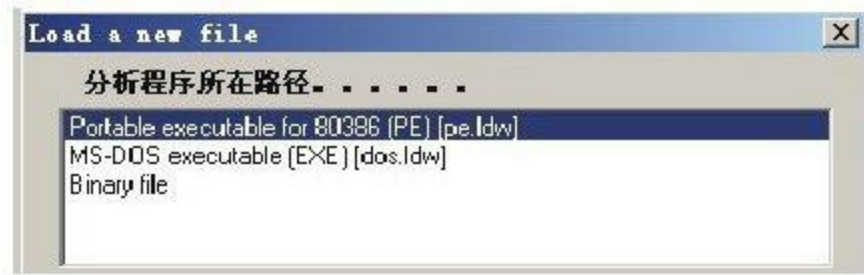 Load a new file
分析程序所在路径......
Portable executable for 80386 (PE) [pe.ldw]
MS-DOS executable (EXE) [dos.ldw]
Binary file